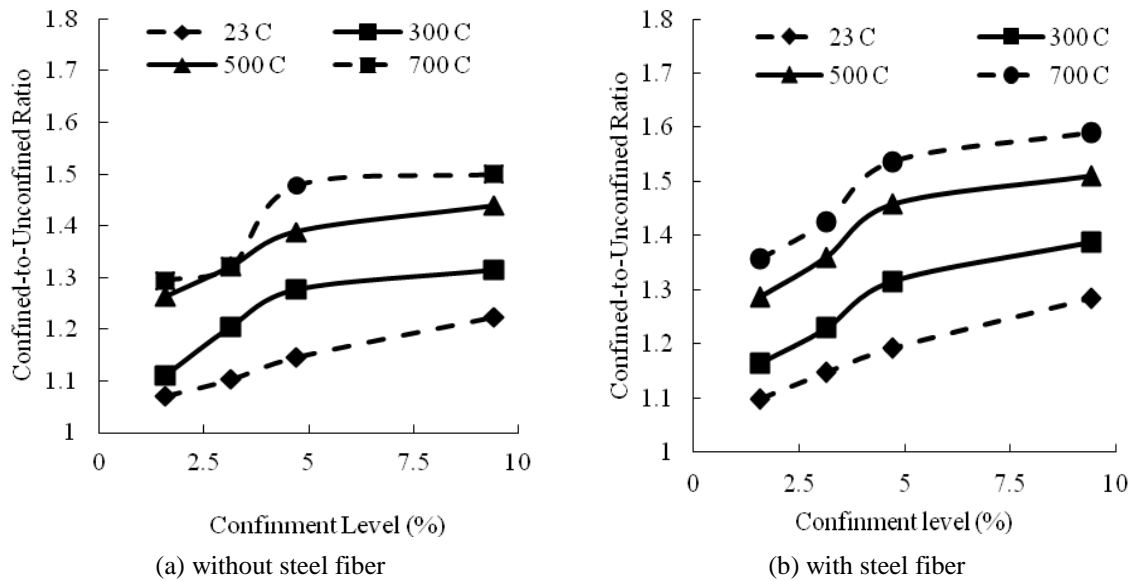 1.8
1.7
1.6
1.5
1.4
1.3
1.2
1.1
1
Confined-to-Unconfined Ratio
23 C
300 C
500 C
700 C
0
2.5
5
7.5
10
Confinment Level (%)
(a) without steel fiber
1.8
1.7
1.6
1.5
1.4
1.3
1.2
1.1
1
Confined-to-Unconfined Ratio
23 C
300 C
500 C
700 C
0
2.5
5
7.5
10
Confinment level (%)
(b) with steel fiber